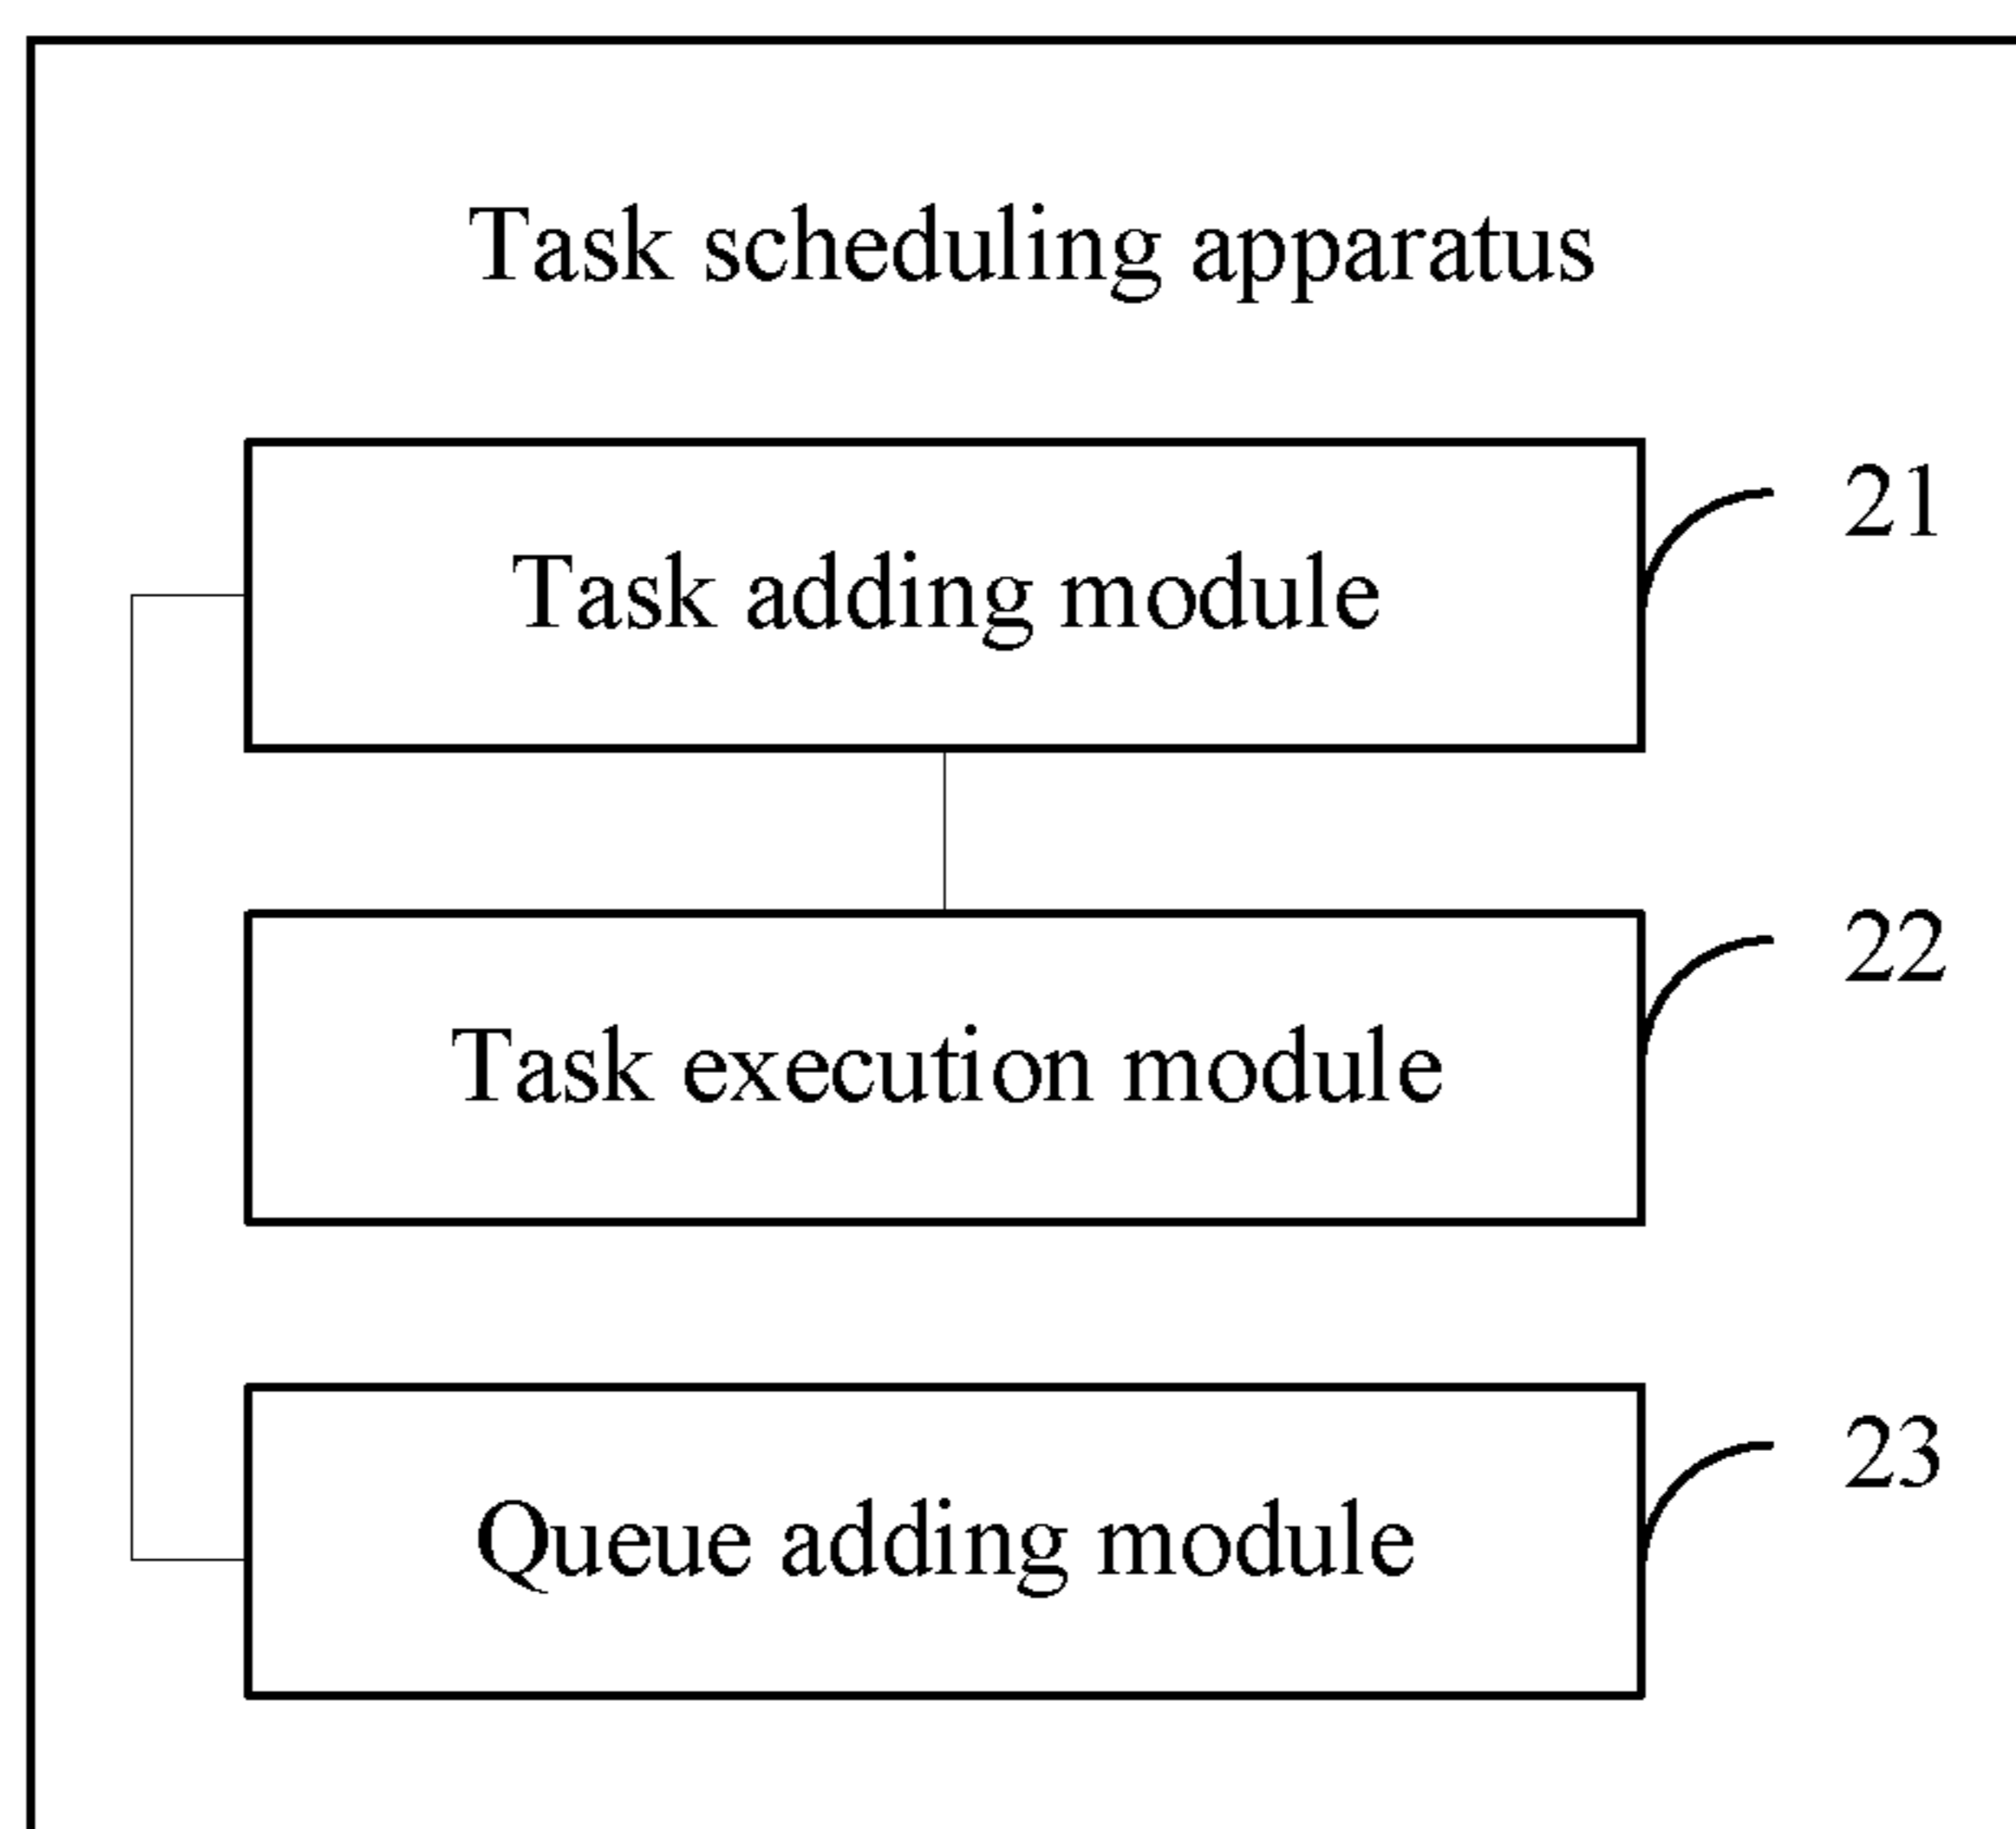 Task scheduling apparatus
Task adding module
21
Task execution module
22
Queue adding module
23